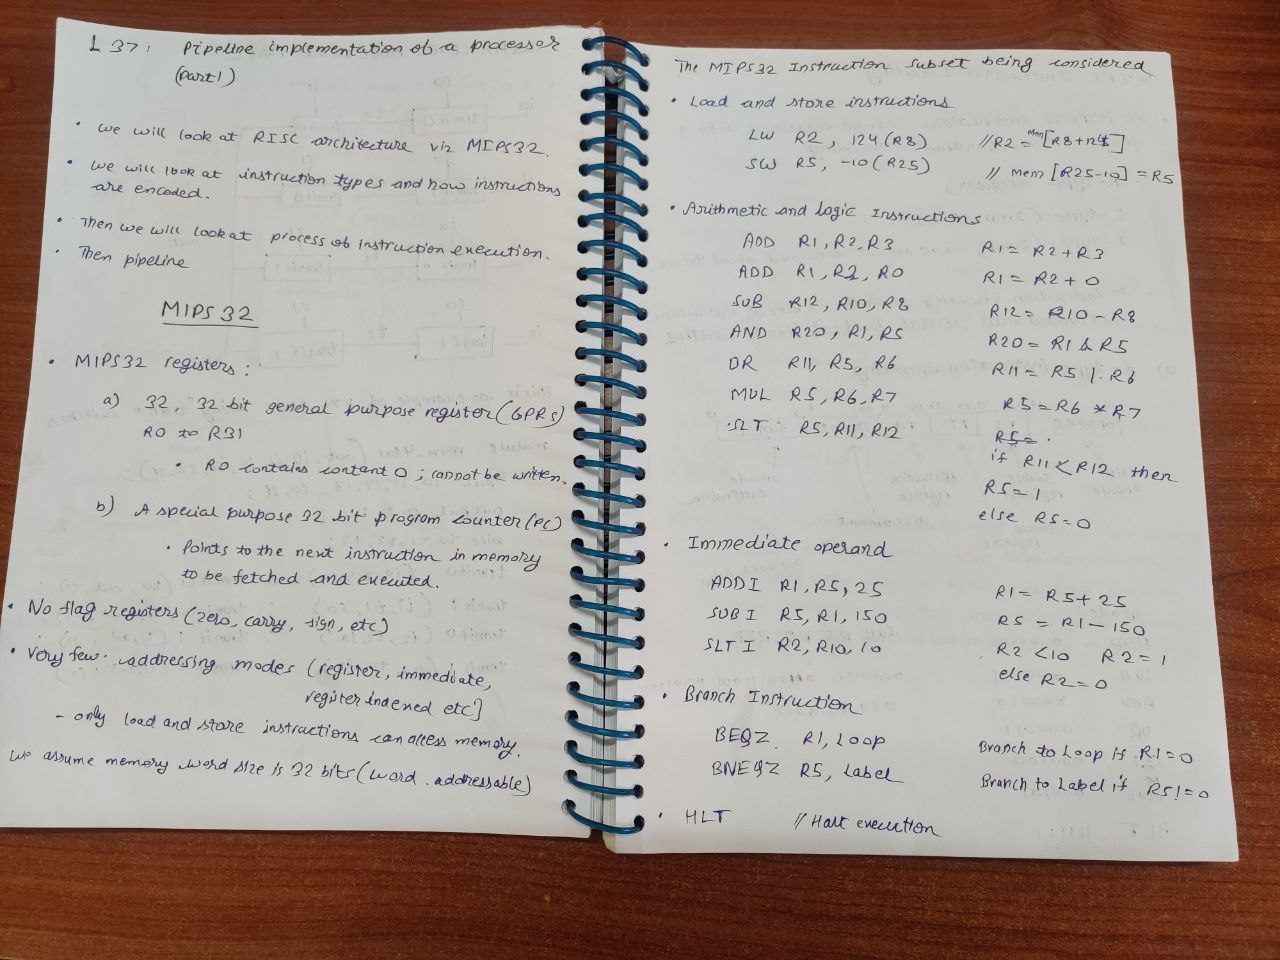 L 37: Pipeline implementation of a processor
(Part 1)
• we will look at RISC architecture viz MIPS32.
• we will look at instruction types and how instructions
are encoded.
• Then we will look at process of instruction execution.
• Then pipeline
MIPS 32
• MIPS32 registers:
a) 32, 32 bit general purpose register (GPRs)
R0 to R31
• R0 contains contant 0; cannot be written.
b) A special purpose 32 bit program counter (PC)
• Points to the next instruction in memory
to be fetched and executed.
• No flag registers (zero, carry, sign, etc)
• Very few addressing modes (register, immediate,
register indexed etc]
- only load and store instructions can access memory.
we assume memory word size is 32 bits (word addressable)
The MIPS32 Instruction subset being considered
• Load and store instructions
LW R2, 124(R8) //R2 = Mem[R8+124]
SW R5, -10(R25) // mem [R25-10] = R5
• Arithmetic and logic Instructions
ADD R1, R2, R3 R1 = R2 + R3
ADD R1, R2, R0 R1 = R2 + 0
SUB R12, R10, R8 R12 = R10 - R8
AND R20, R1, R5 R20 = R1 & R5
OR R11, R5, R6 R11 = R5 | R6
MUL R5, R6, R7 R5 = R6 * R7
SLT R5, R11, R12 R5 =
if R11 < R12 then
R5 = 1
else R5 = 0
• Immediate operand
ADDI R1, R5, 25 R1 = R5 + 25
SUB I R5, R1, 150 R5 = R1 - 150
SLT I R2, R10, 10 R2 <10 R2 = 1
else R2 = 0
• Branch Instruction
BEQZ R1, Loop Branch to Loop if R1 = 0
BNEQZ R5, Label Branch to Label if R5 != 0
• HLT // Halt execution